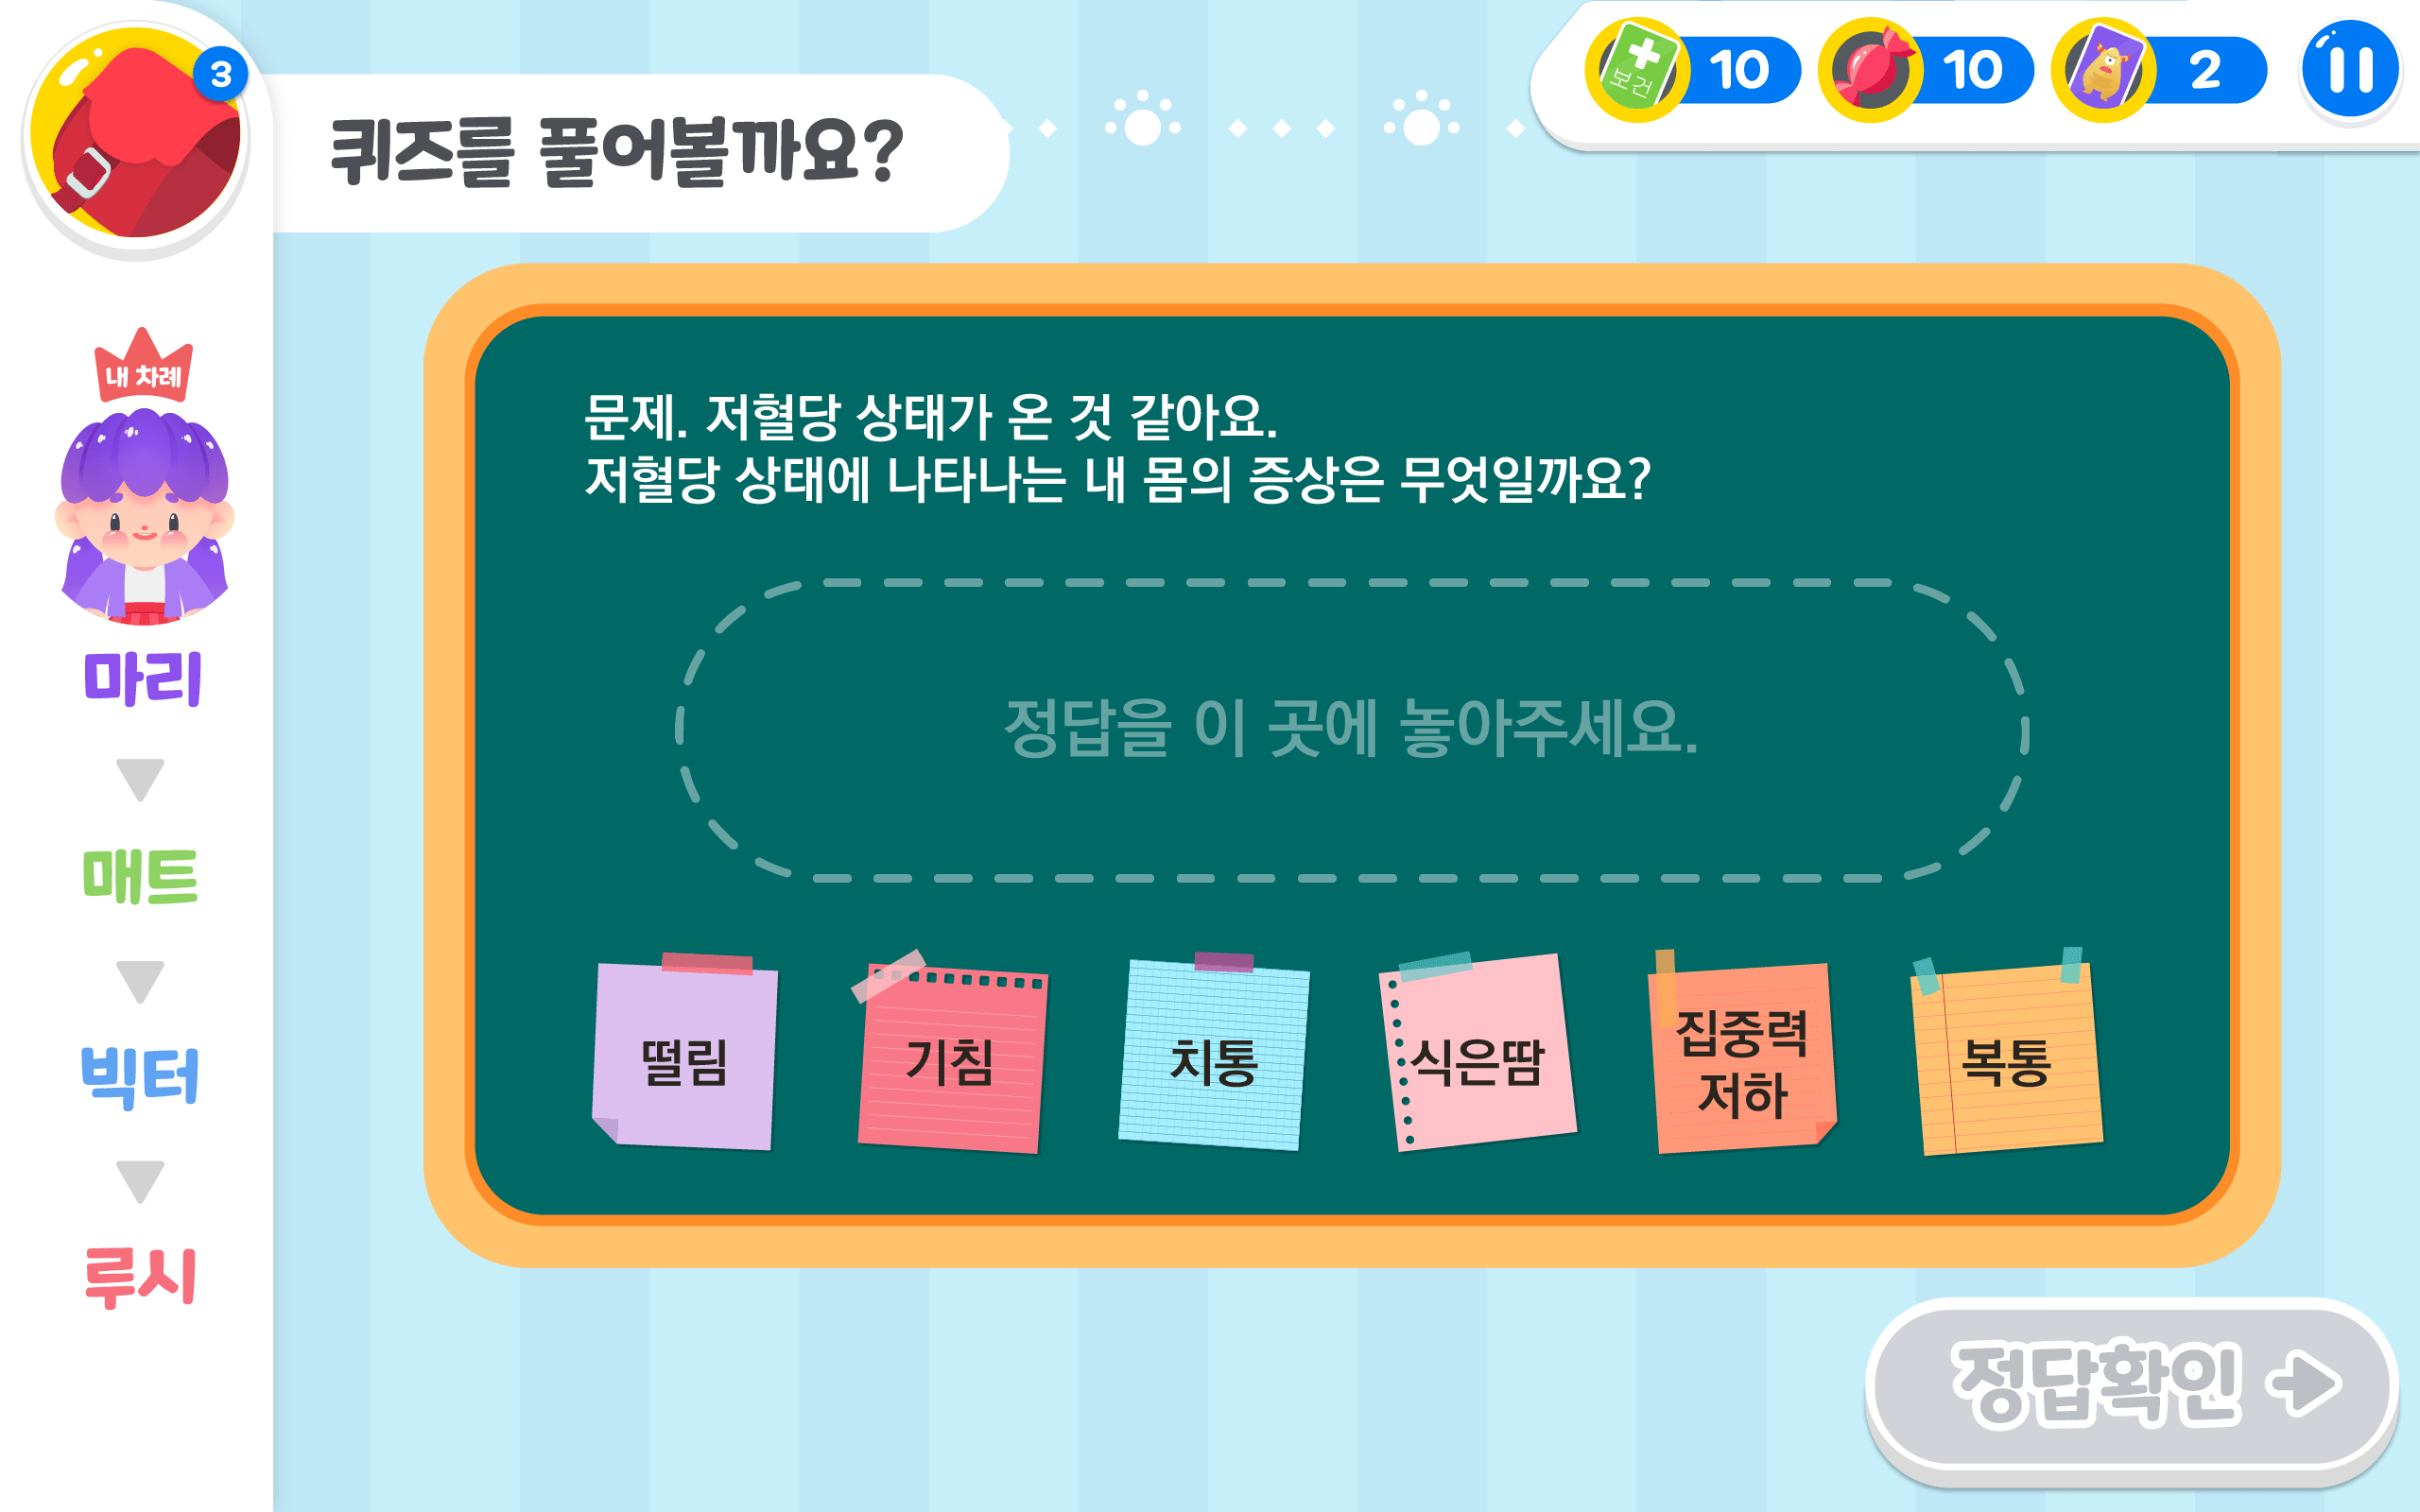 3
퀴즈를 풀어볼까요?
보건
10
10
2
내 차례
마리
매트
빅터
루시
문제. 저혈당 상태가 온 것 같아요.
저혈당 상태에 나타나는 내 몸의 증상은 무엇일까요?
정답을 이 곳에 놓아주세요.
떨림
기침
치통
식은땀
집중력
저하
복통
정답확인